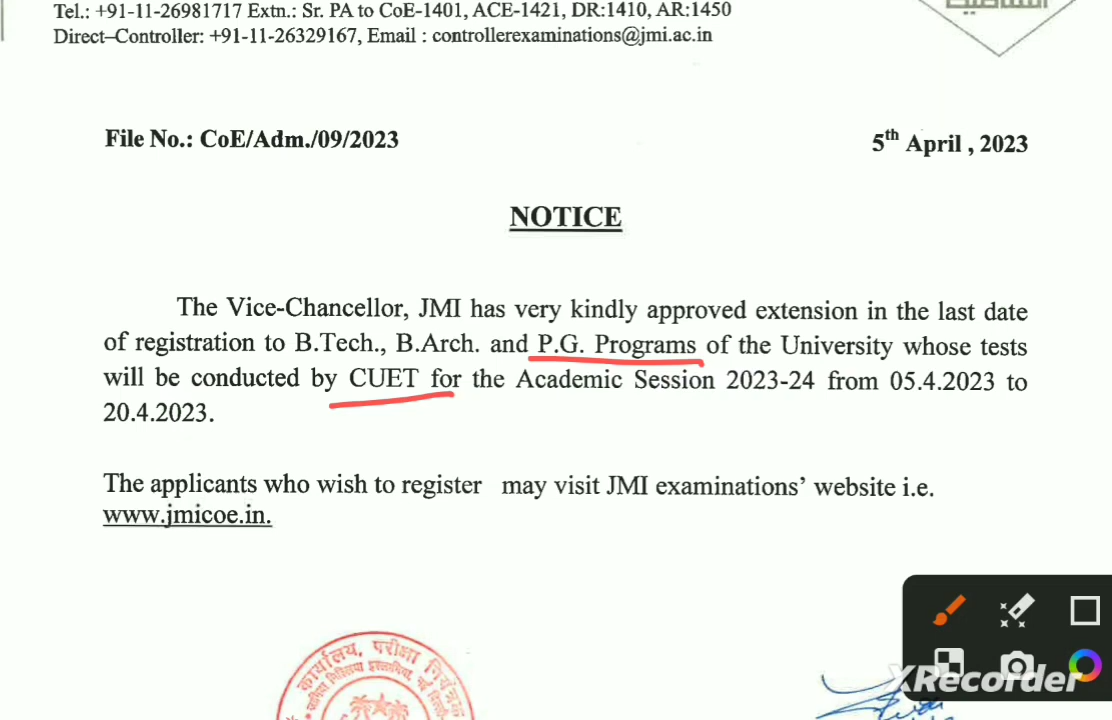 Tel.: +91-11-26981717 Extn.: Sr. PA to CoE-1401, ACE-1421, DR:1410, AR:1450
Direct–Controller: +91-11-26329167, Email : controllerexaminations@jmi.ac.in
File No.: CoE/Adm./09/2023
5th April , 2023
NOTICE
The Vice-Chancellor, JMI has very kindly approved extension in the last date
of registration to B.Tech., B.Arch. and P.G. Programs of the University whose tests
will be conducted by CUET for the Academic Session 2023-24 from 05.4.2023 to
20.4.2023.
The applicants who wish to register may visit JMI examinations’ website i.e.
www.jmicoe.in.
कार्यालय, परीक्षा नियंत्रक
XRecorder